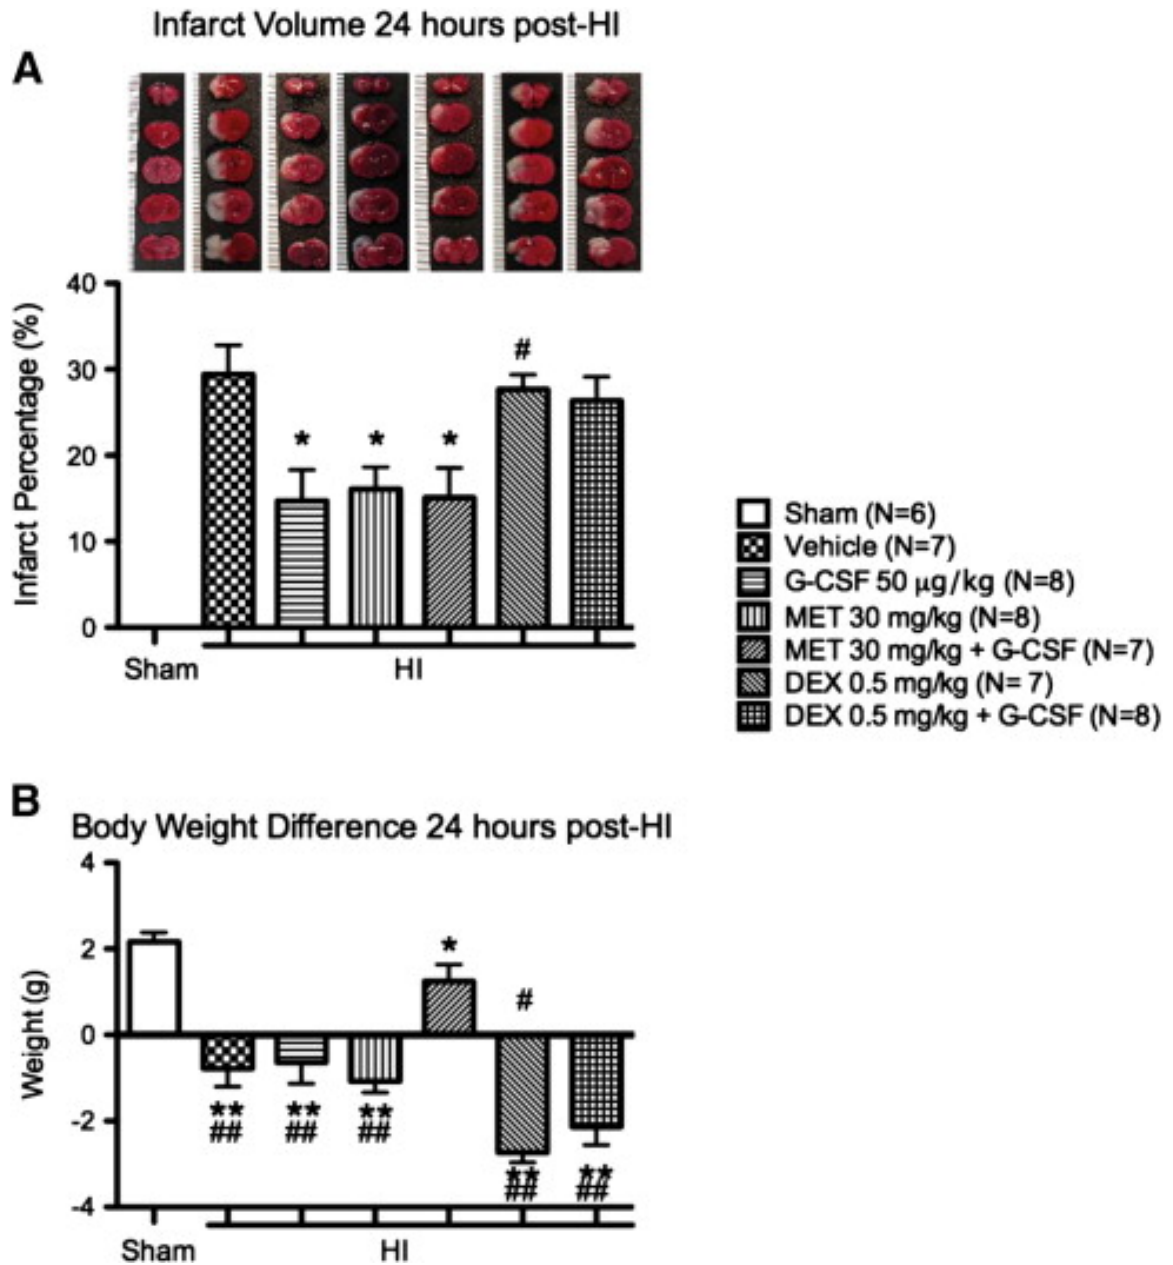 Infarct Volume 24 hours post-HI
A
40
30
20
10
0
Infarct Percentage (%)
*
*
*
#
Sham
HI
Sham (N=6)
Vehicle (N=7)
G-CSF 50 µg/kg (N=8)
MET 30 mg/kg (N=8)
MET 30 mg/kg + G-CSF (N=7)
DEX 0.5 mg/kg (N= 7)
DEX 0.5 mg/kg + G-CSF (N=8)
B
Body Weight Difference 24 hours post-HI
4
2
0
-2
-4
Weight (g)
*
#
** ** ** ** **
## ## ## ## ##
Sham
HI